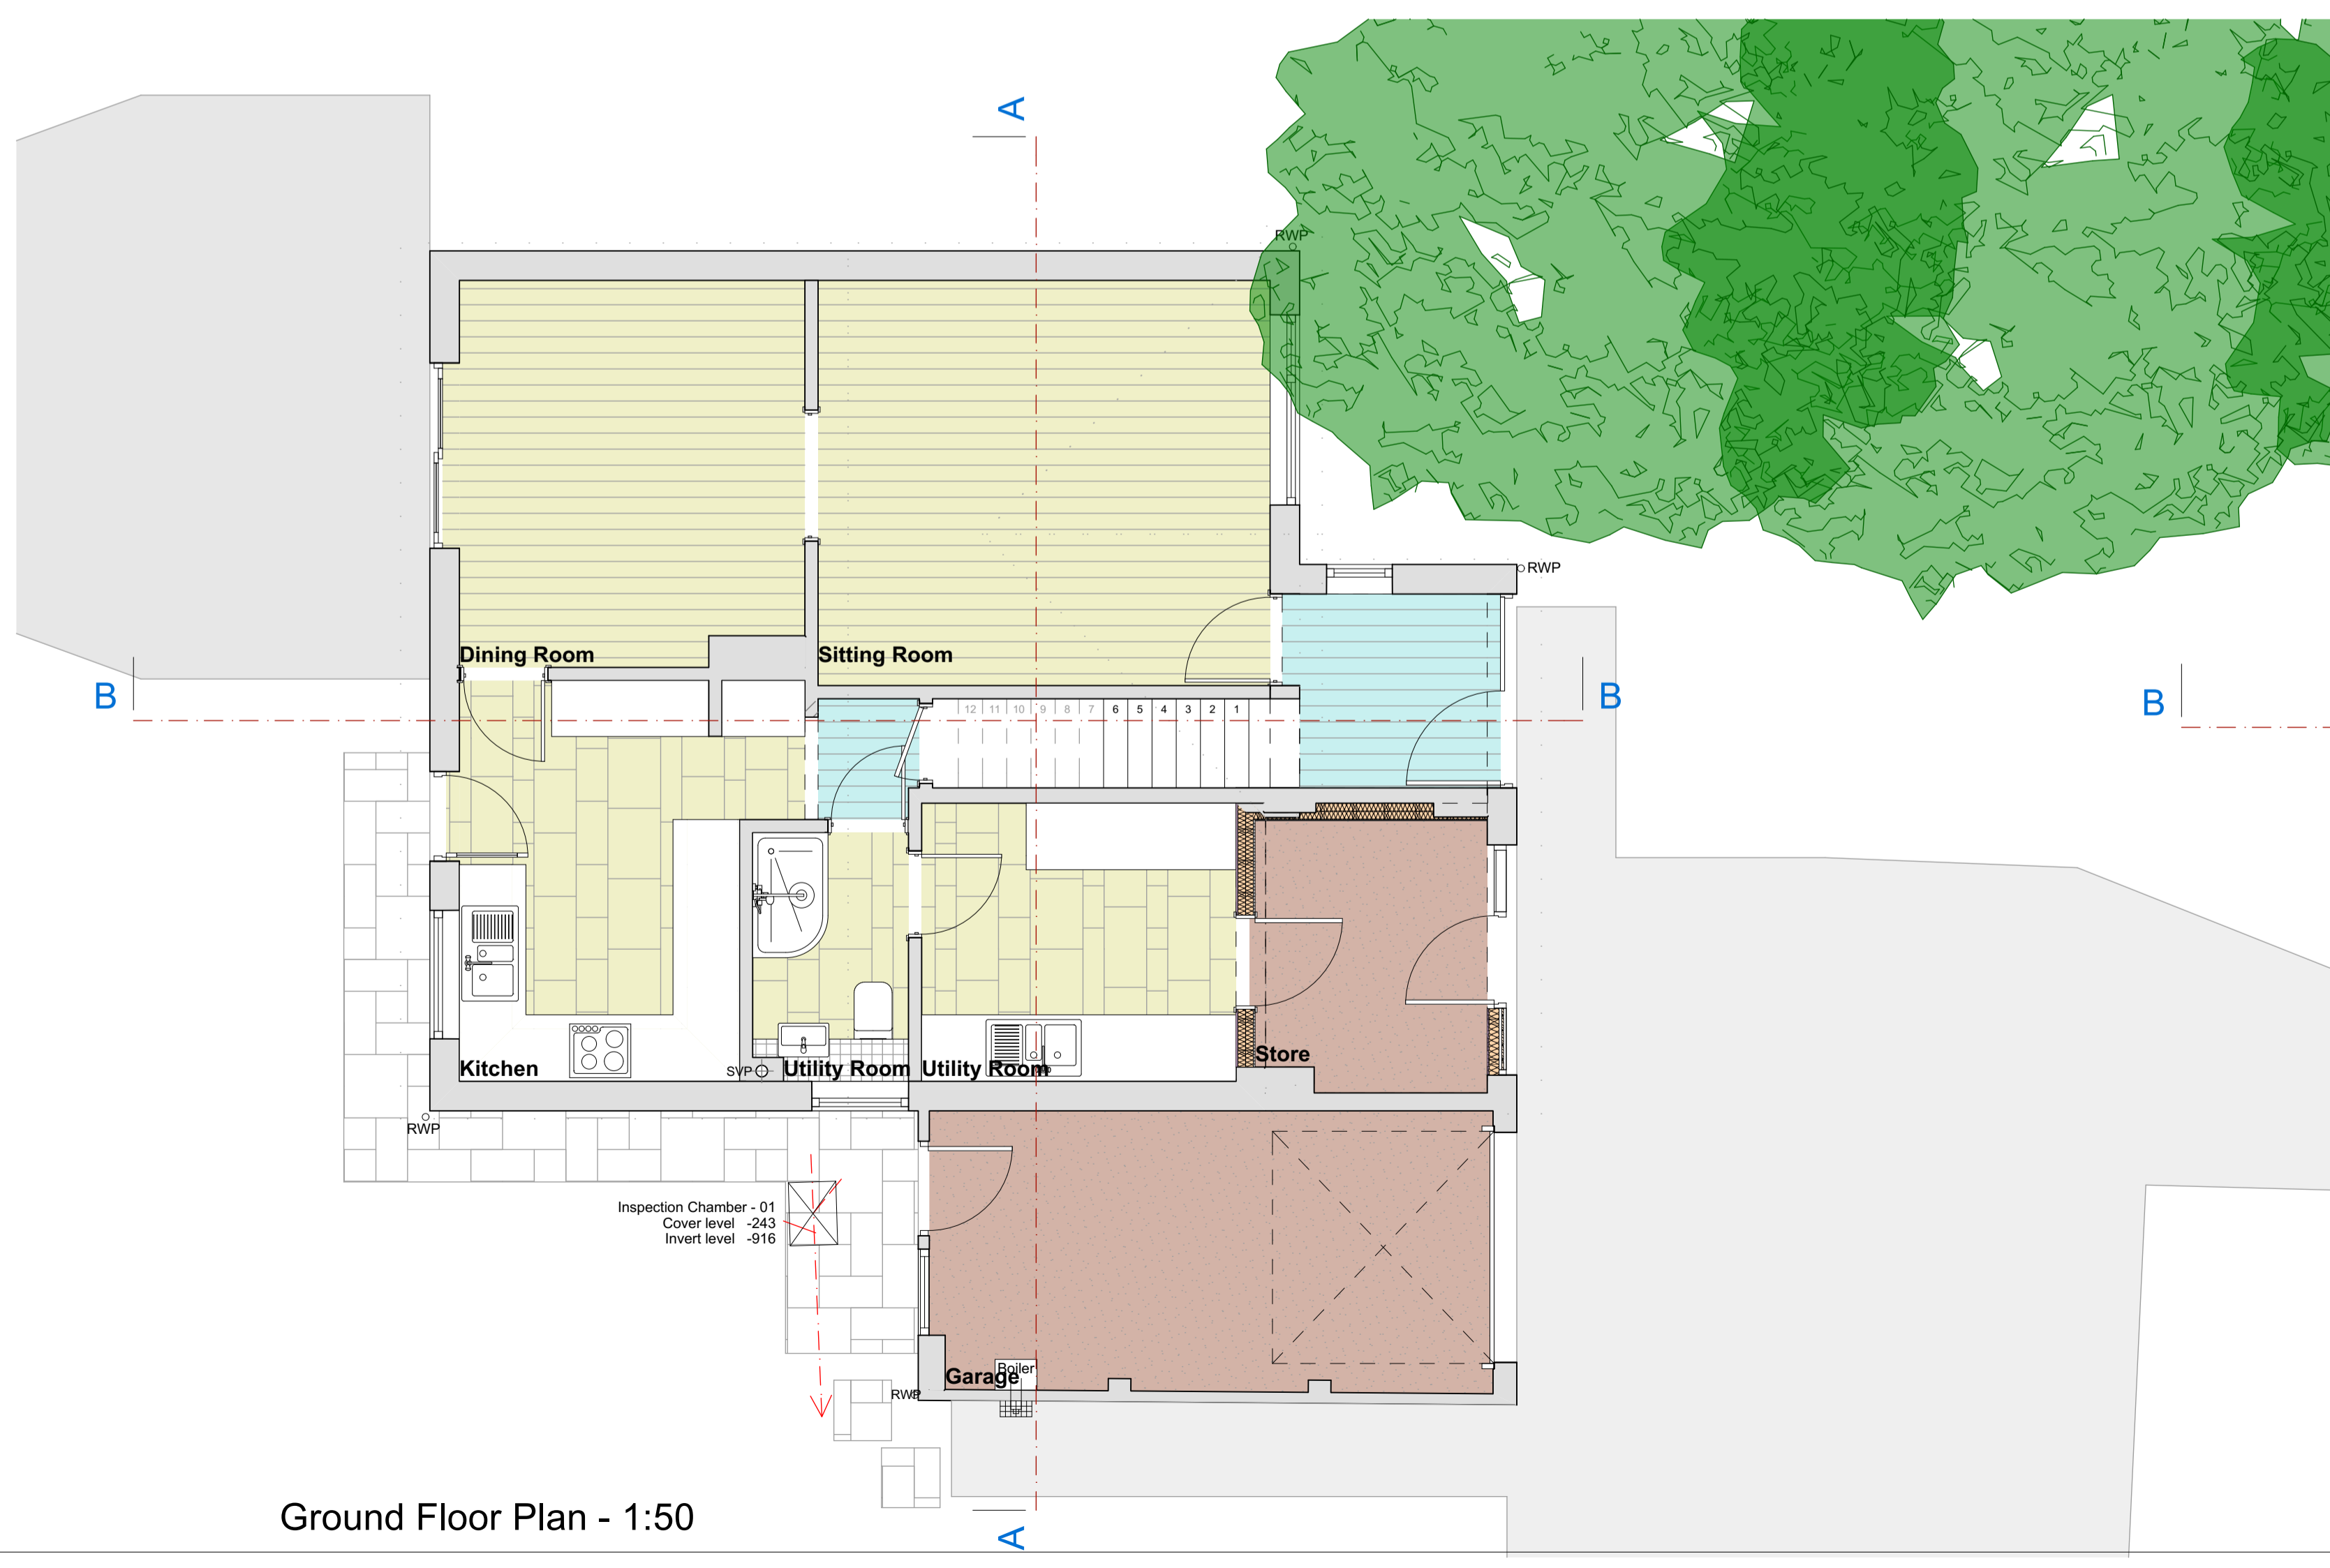 A
RWP
RWP
Dining Room
Sitting Room
B
B
B
12 11 10 9 8 7 6 5 4 3 2 1
Kitchen
SVP
Utility Room
Utility Room
Store
RWP
Inspection Chamber - 01
Cover level -243
Invert level -916
Boiler
Garage
RWP
Ground Floor Plan - 1:50
A